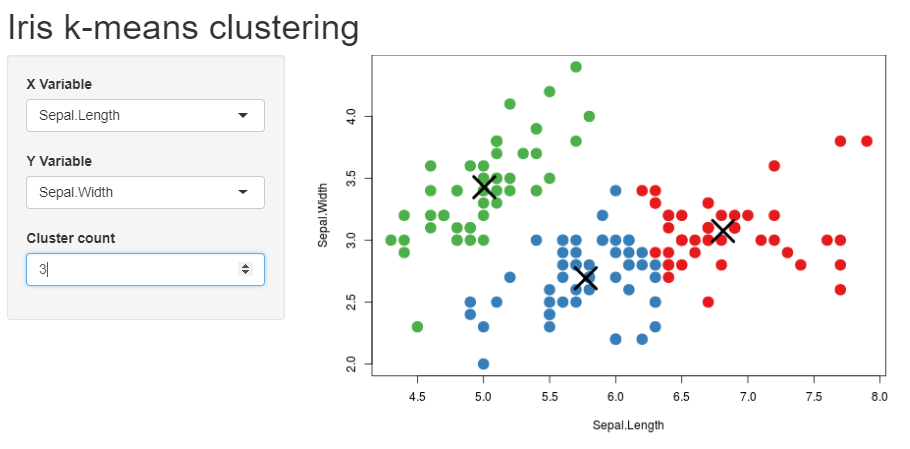 Iris k-means clustering
X Variable
Sepal.Length
Y Variable
Sepal.Width
Cluster count
3
Sepal.Width
4.0
3.5
3.0
2.5
2.0
4.5 5.0 5.5 6.0 6.5 7.0 7.5 8.0
Sepal.Length